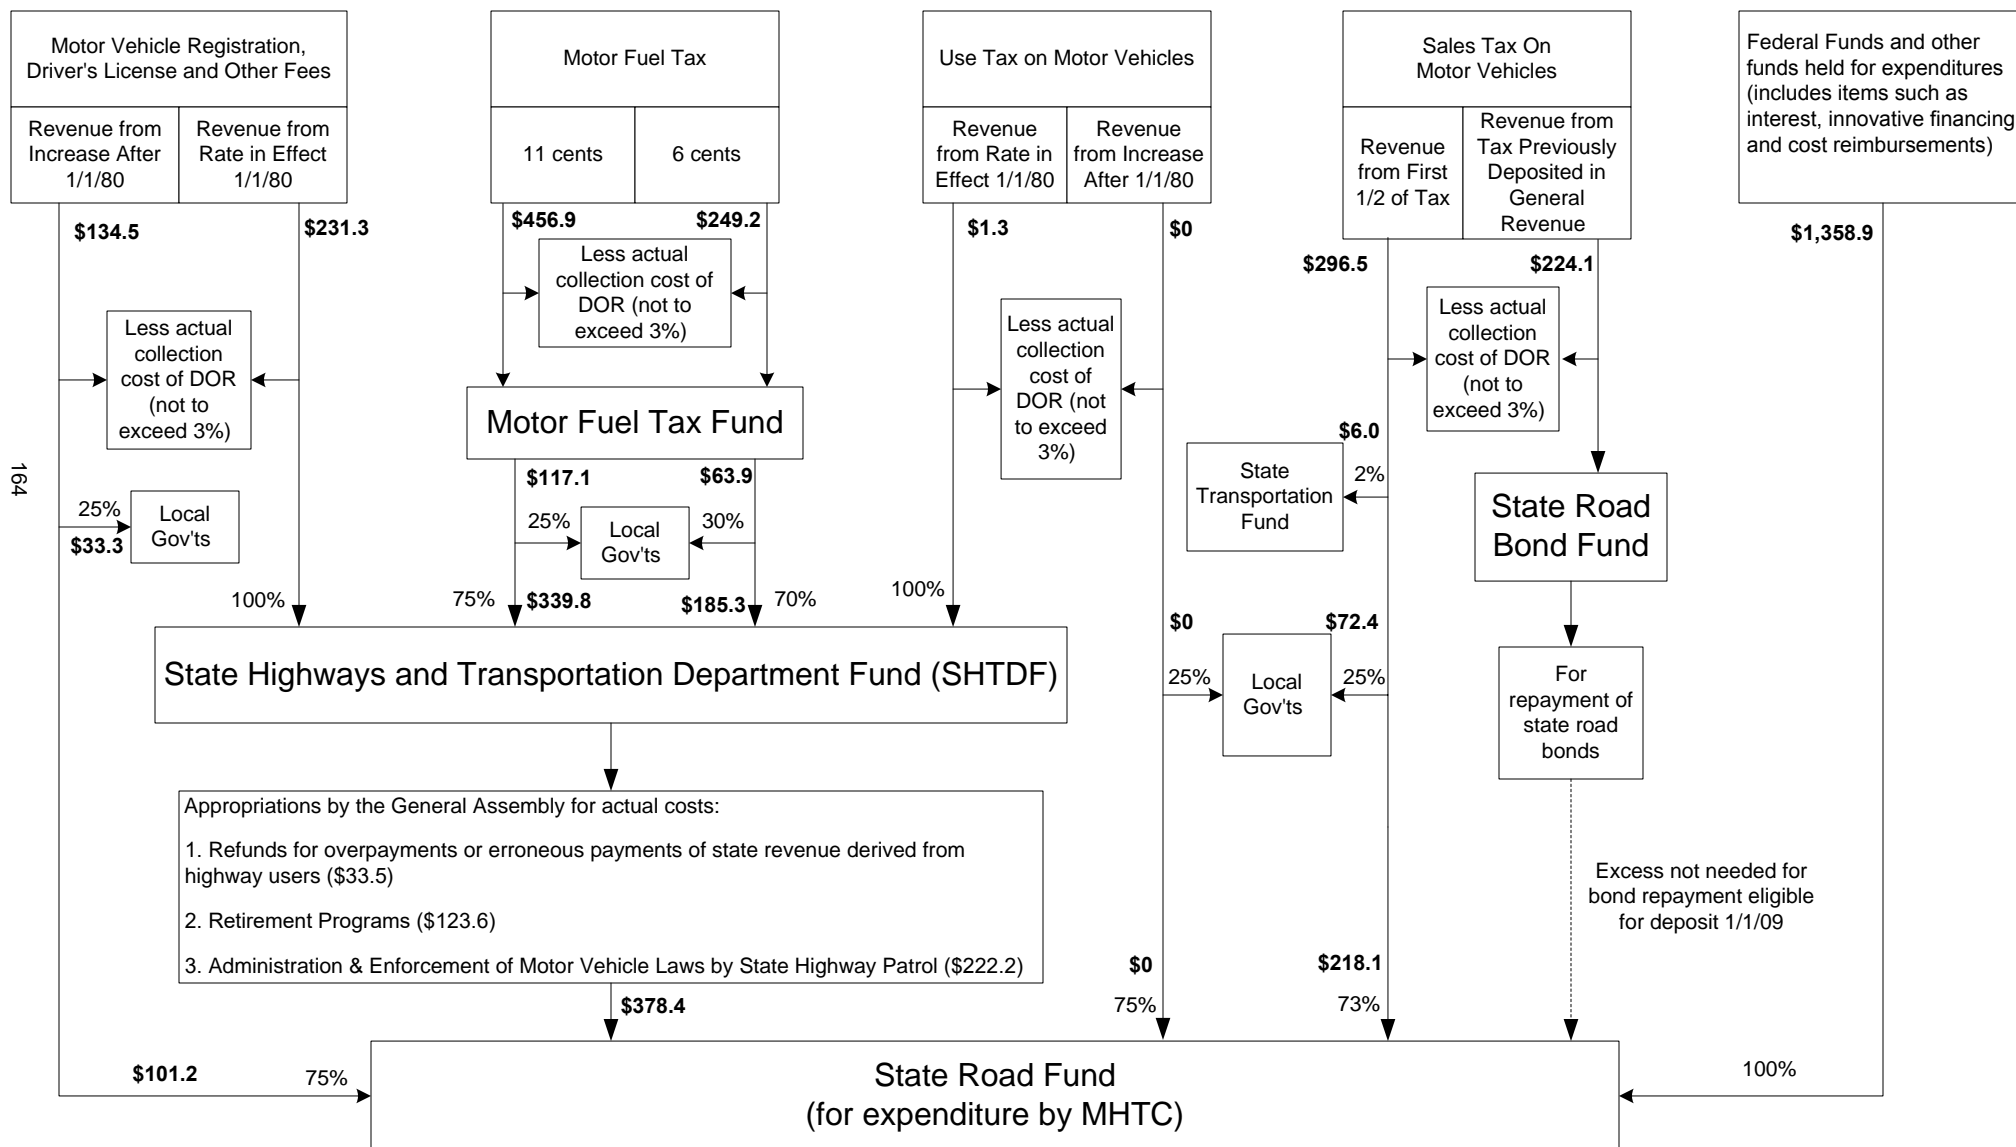 Motor Vehicle Registration,
Driver's License and Other Fees
Revenue from
Increase After
1/1/80
Revenue from
Rate in Effect
1/1/80
$134.5
$231.3
Less actual
collection
cost of DOR
(not to
exceed 3%)
25%
$33.3
Local
Gov'ts
100%
Motor Fuel Tax
11 cents
6 cents
$456.9
$249.2
Less actual
collection cost of
DOR (not to
exceed 3%)
Motor Fuel Tax Fund
$117.1
$63.9
25%
Local
Gov'ts
30%
75%
$339.8
$185.3
70%
Use Tax on Motor Vehicles
Revenue
from Rate in
Effect 1/1/80
Revenue
from Increase
After 1/1/80
$1.3
$0
Less actual
collection
cost of
DOR (not
to exceed
3%)
100%
Sales Tax On
Motor Vehicles
Revenue
from First
1/2 of Tax
Revenue from
Tax Previously
Deposited in
General
Revenue
$296.5
$224.1
Less actual
collection
cost of DOR
(not to
exceed 3%)
$6.0
2%
State
Transportation
Fund
State Road
Bond Fund
$0
$72.4
25%
Local
Gov'ts
25%
For
repayment of
state road
bonds
Excess not needed for
bond repayment eligible
for deposit 1/1/09
Federal Funds and other
funds held for expenditures
(includes items such as
interest, innovative financing
and cost reimbursements)
$1,358.9
State Highways and Transportation Department Fund (SHTDF)
Appropriations by the General Assembly for actual costs:
1. Refunds for overpayments or erroneous payments of state revenue derived from
highway users ($33.5)
2. Retirement Programs ($123.6)
3. Administration & Enforcement of Motor Vehicle Laws by State Highway Patrol ($222.2)
$378.4
$0
75%
$218.1
73%
$101.2
75%
100%
State Road Fund
(for expenditure by MHTC)
164